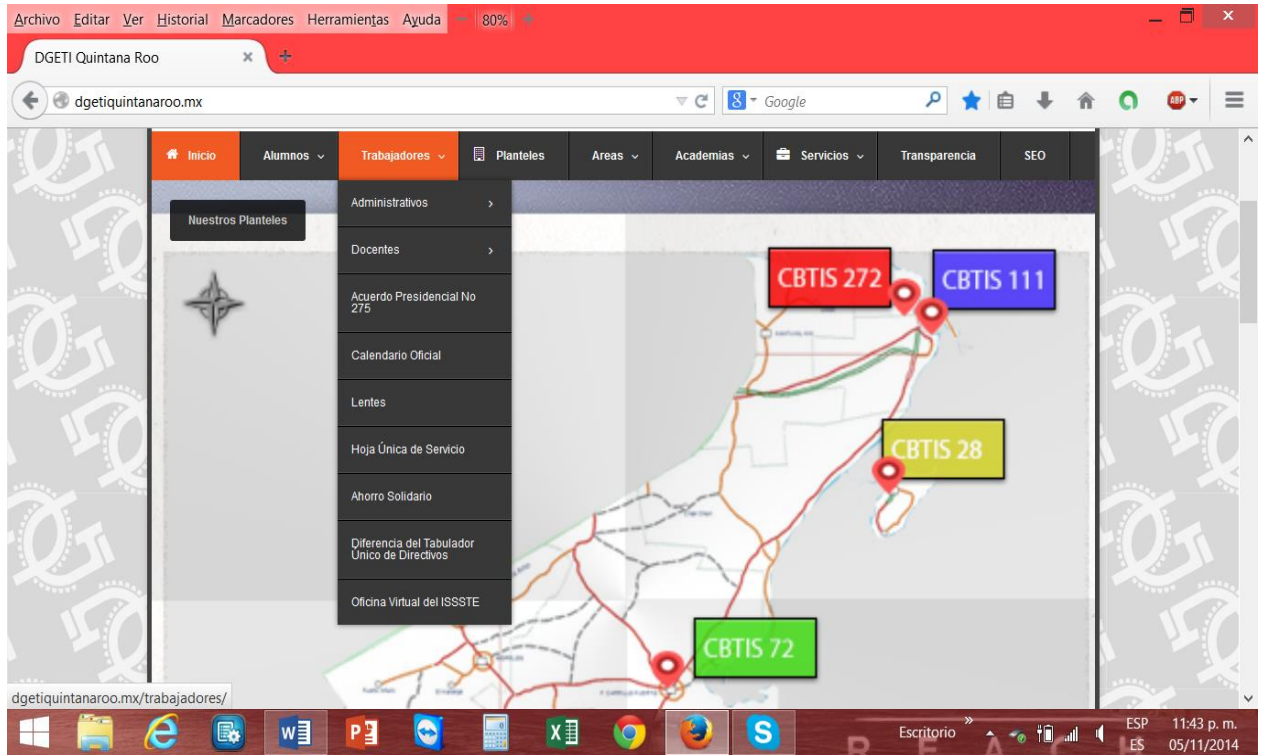 Archivo Editar Ver Historial Marcadores Herramientas Ayuda − 80% +
DGETI Quintana Roo
dgetiquintanaroo.mx
Google
ABP
Inicio Alumnos Trabajadores Planteles Areas Academias Servicios Transparencia SEO
Nuestros Planteles
Administrativos
Docentes
Acuerdo Presidencial No
275
Calendario Oficial
Lentes
Hoja Única de Servicio
Ahorro Solidario
Diferencia del Tabulador
Único de Directivos
Oficina Virtual del ISSSTE
CBTIS 272
CBTIS 111
CBTIS 28
CBTIS 72
dgetiquintanaroo.mx/trabajadores/
Escritorio
ESP
LES
11:43 p. m.
05/11/2014